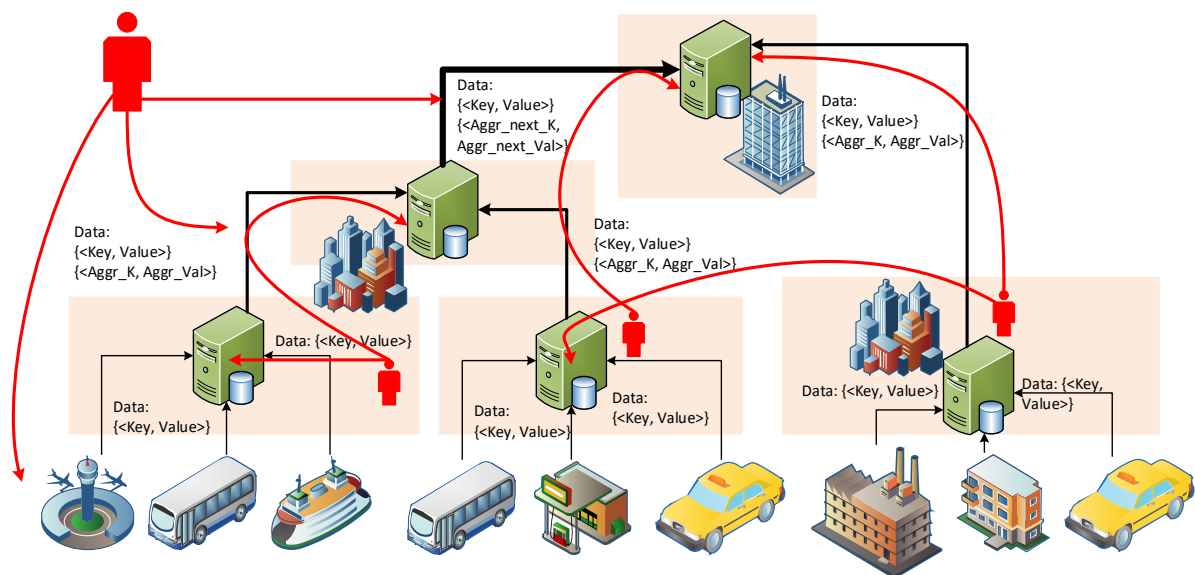 Data:
{<Key, Value>}
{<Aggr_next_K,
Aggr_next_Val>}
Data:
{<Key, Value>}
{<Aggr_K, Aggr_Val>}
Data:
{<Key, Value>}
{<Aggr_K, Aggr_Val>}
Data:
{<Key, Value>}
{<Aggr_K, Aggr_Val>}
Data: {<Key, Value>}
Data:
{<Key, Value>}
Data:
{<Key, Value>}
Data:
{<Key, Value>}
Data: {<Key, Value>}
Data: {<Key,
Value>}